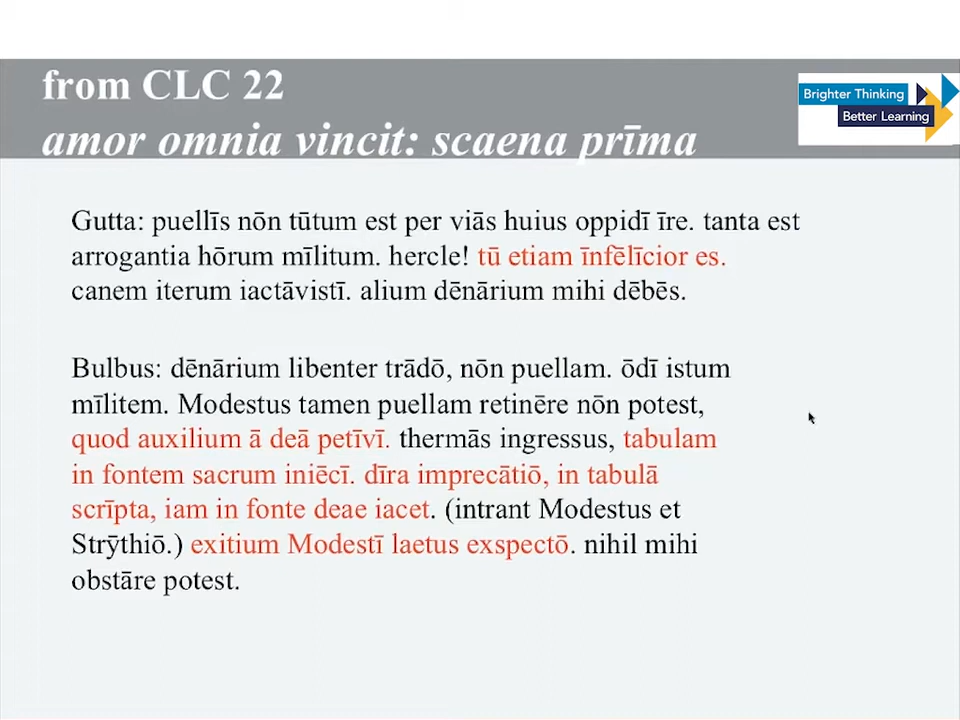 from CLC 22
amor omnia vincit: scaena prīma
Brighter Thinking
Better Learning
Gutta: puellīs nōn tūtum est per viās huius oppidī īre. tanta est
arrogantia hōrum mīlitum. hercle! tū etiam īnfēlīcior es.
canem iterum iactāvistī. alium dēnārium mihi dēbēs.
Bulbus: dēnārium libenter trādō, nōn puellam. ōdī istum
mīlitem. Modestus tamen puellam retinēre nōn potest,
quod auxilium ā deā petīvī. thermās ingressus, tabulam
in fontem sacrum iniēcī. dīra imprecātiō, in tabulā
scrīpta, iam in fonte deae iacet. (intrant Modestus et
Strȳthiō.) exitium Modestī laetus exspectō. nihil mihi
obstāre potest.